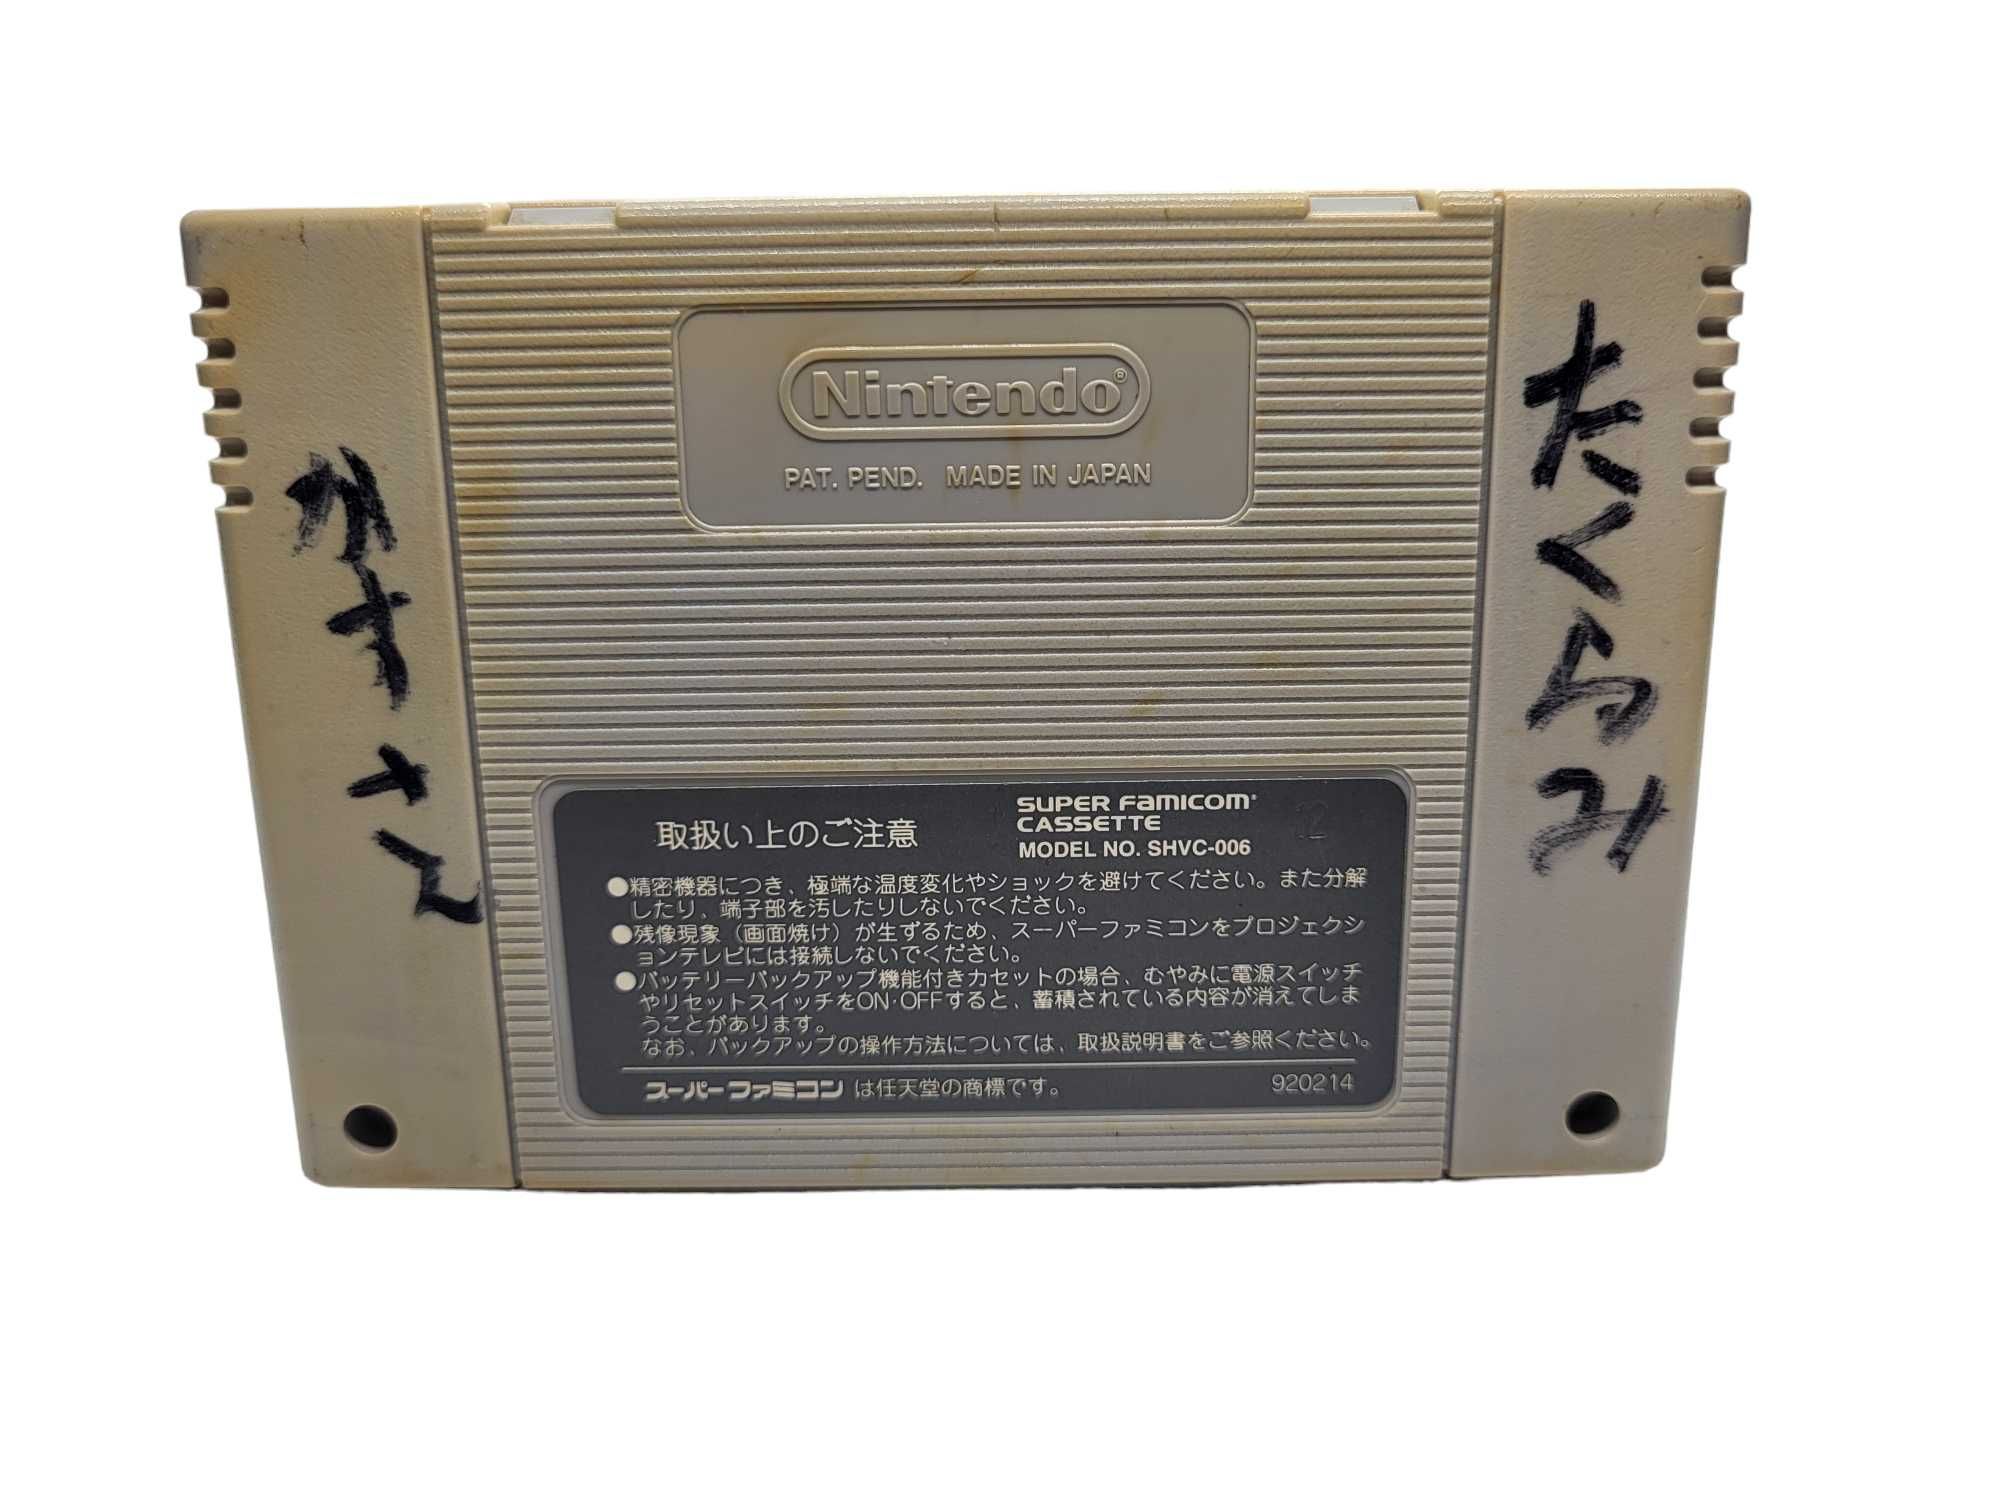 Nintendo®
PAT. PEND. MADE IN JAPAN
たくらみ
かずさん
取扱い上のご注意
SUPER FAMICOM®
CASSETTE
MODEL NO. SHVC-006
12
●精密機器につき、極端な温度変化やショックを避けてください。また分解
したり、端子部を汚したりしないでください。
●残像現象（画面焼け）が生ずるため、スーパーファミコンをプロジェクシ
ョンテレビには接続しないでください。
●バッテリーバックアップ機能付きカセットの場合、むやみに電源スイッチ
やリセットスイッチをON·OFFすると、蓄積されている内容が消えてしま
うことがあります。
なお、バックアップの操作方法については、取扱説明書をご参照ください。
スーパーファミコン は任天堂の商標です。
920214